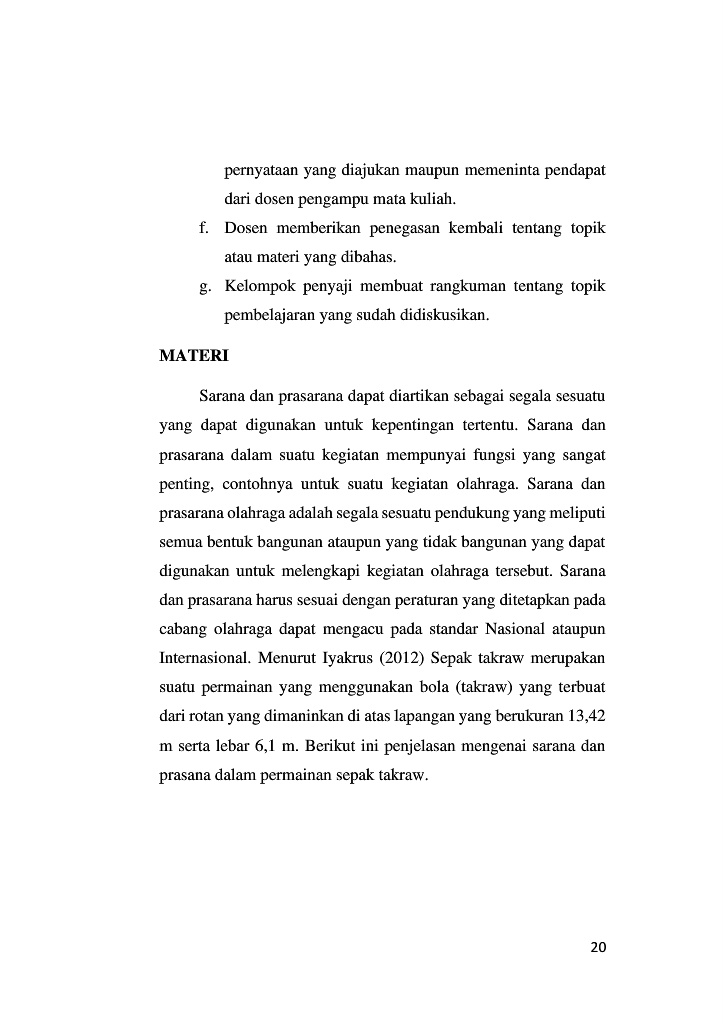 pernyataan yang diajukan maupun memeninta pendapat
dari dosen pengampu mata kuliah.
f. Dosen memberikan penegasan kembali tentang topik
atau materi yang dibahas.
g. Kelompok penyaji membuat rangkuman tentang topik
pembelajaran yang sudah didiskusikan.
MATERI
Sarana dan prasarana dapat diartikan sebagai segala sesuatu
yang dapat digunakan untuk kepentingan tertentu. Sarana dan
prasarana dalam suatu kegiatan mempunyai fungsi yang sangat
penting, contohnya untuk suatu kegiatan olahraga. Sarana dan
prasarana olahraga adalah segala sesuatu pendukung yang meliputi
semua bentuk bangunan ataupun yang tidak bangunan yang dapat
digunakan untuk melengkapi kegiatan olahraga tersebut. Sarana
dan prasarana harus sesuai dengan peraturan yang ditetapkan pada
cabang olahraga dapat mengacu pada standar Nasional ataupun
Internasional. Menurut Iyakrus (2012) Sepak takraw merupakan
suatu permainan yang menggunakan bola (takraw) yang terbuat
dari rotan yang dimaninkan di atas lapangan yang berukuran 13,42
m serta lebar 6,1 m. Berikut ini penjelasan mengenai sarana dan
prasana dalam permainan sepak takraw.
20